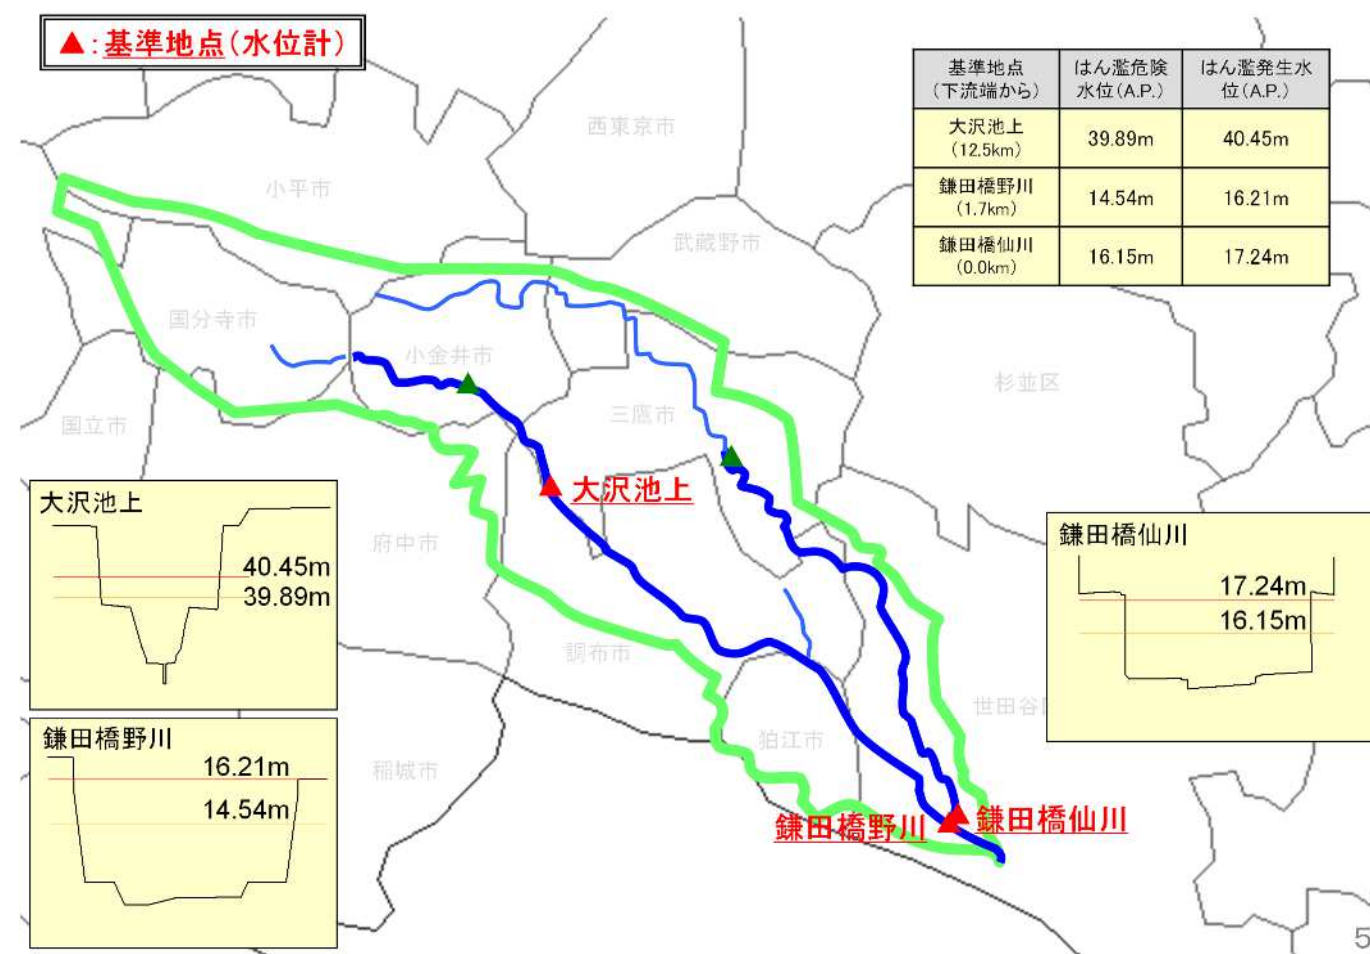 ▲:基準地点(水位計)
基準地点
(下流端から)
はん濫危険
水位(A.P.)
はん濫発生水
位(A.P.)
大沢池上
(12.5km)
39.89m
40.45m
鎌田橋野川
(1.7km)
14.54m
16.21m
鎌田橋仙川
(0.0km)
16.15m
17.24m
西東京市
小平市
武蔵野市
国分寺市
小金井市
杉並区
三鷹市
国立市
大沢池上
府中市
調布市
世田谷区
狛江市
稲城市
鎌田橋野川
鎌田橋仙川
大沢池上
40.45m
39.89m
鎌田橋野川
16.21m
14.54m
鎌田橋仙川
17.24m
16.15m
5